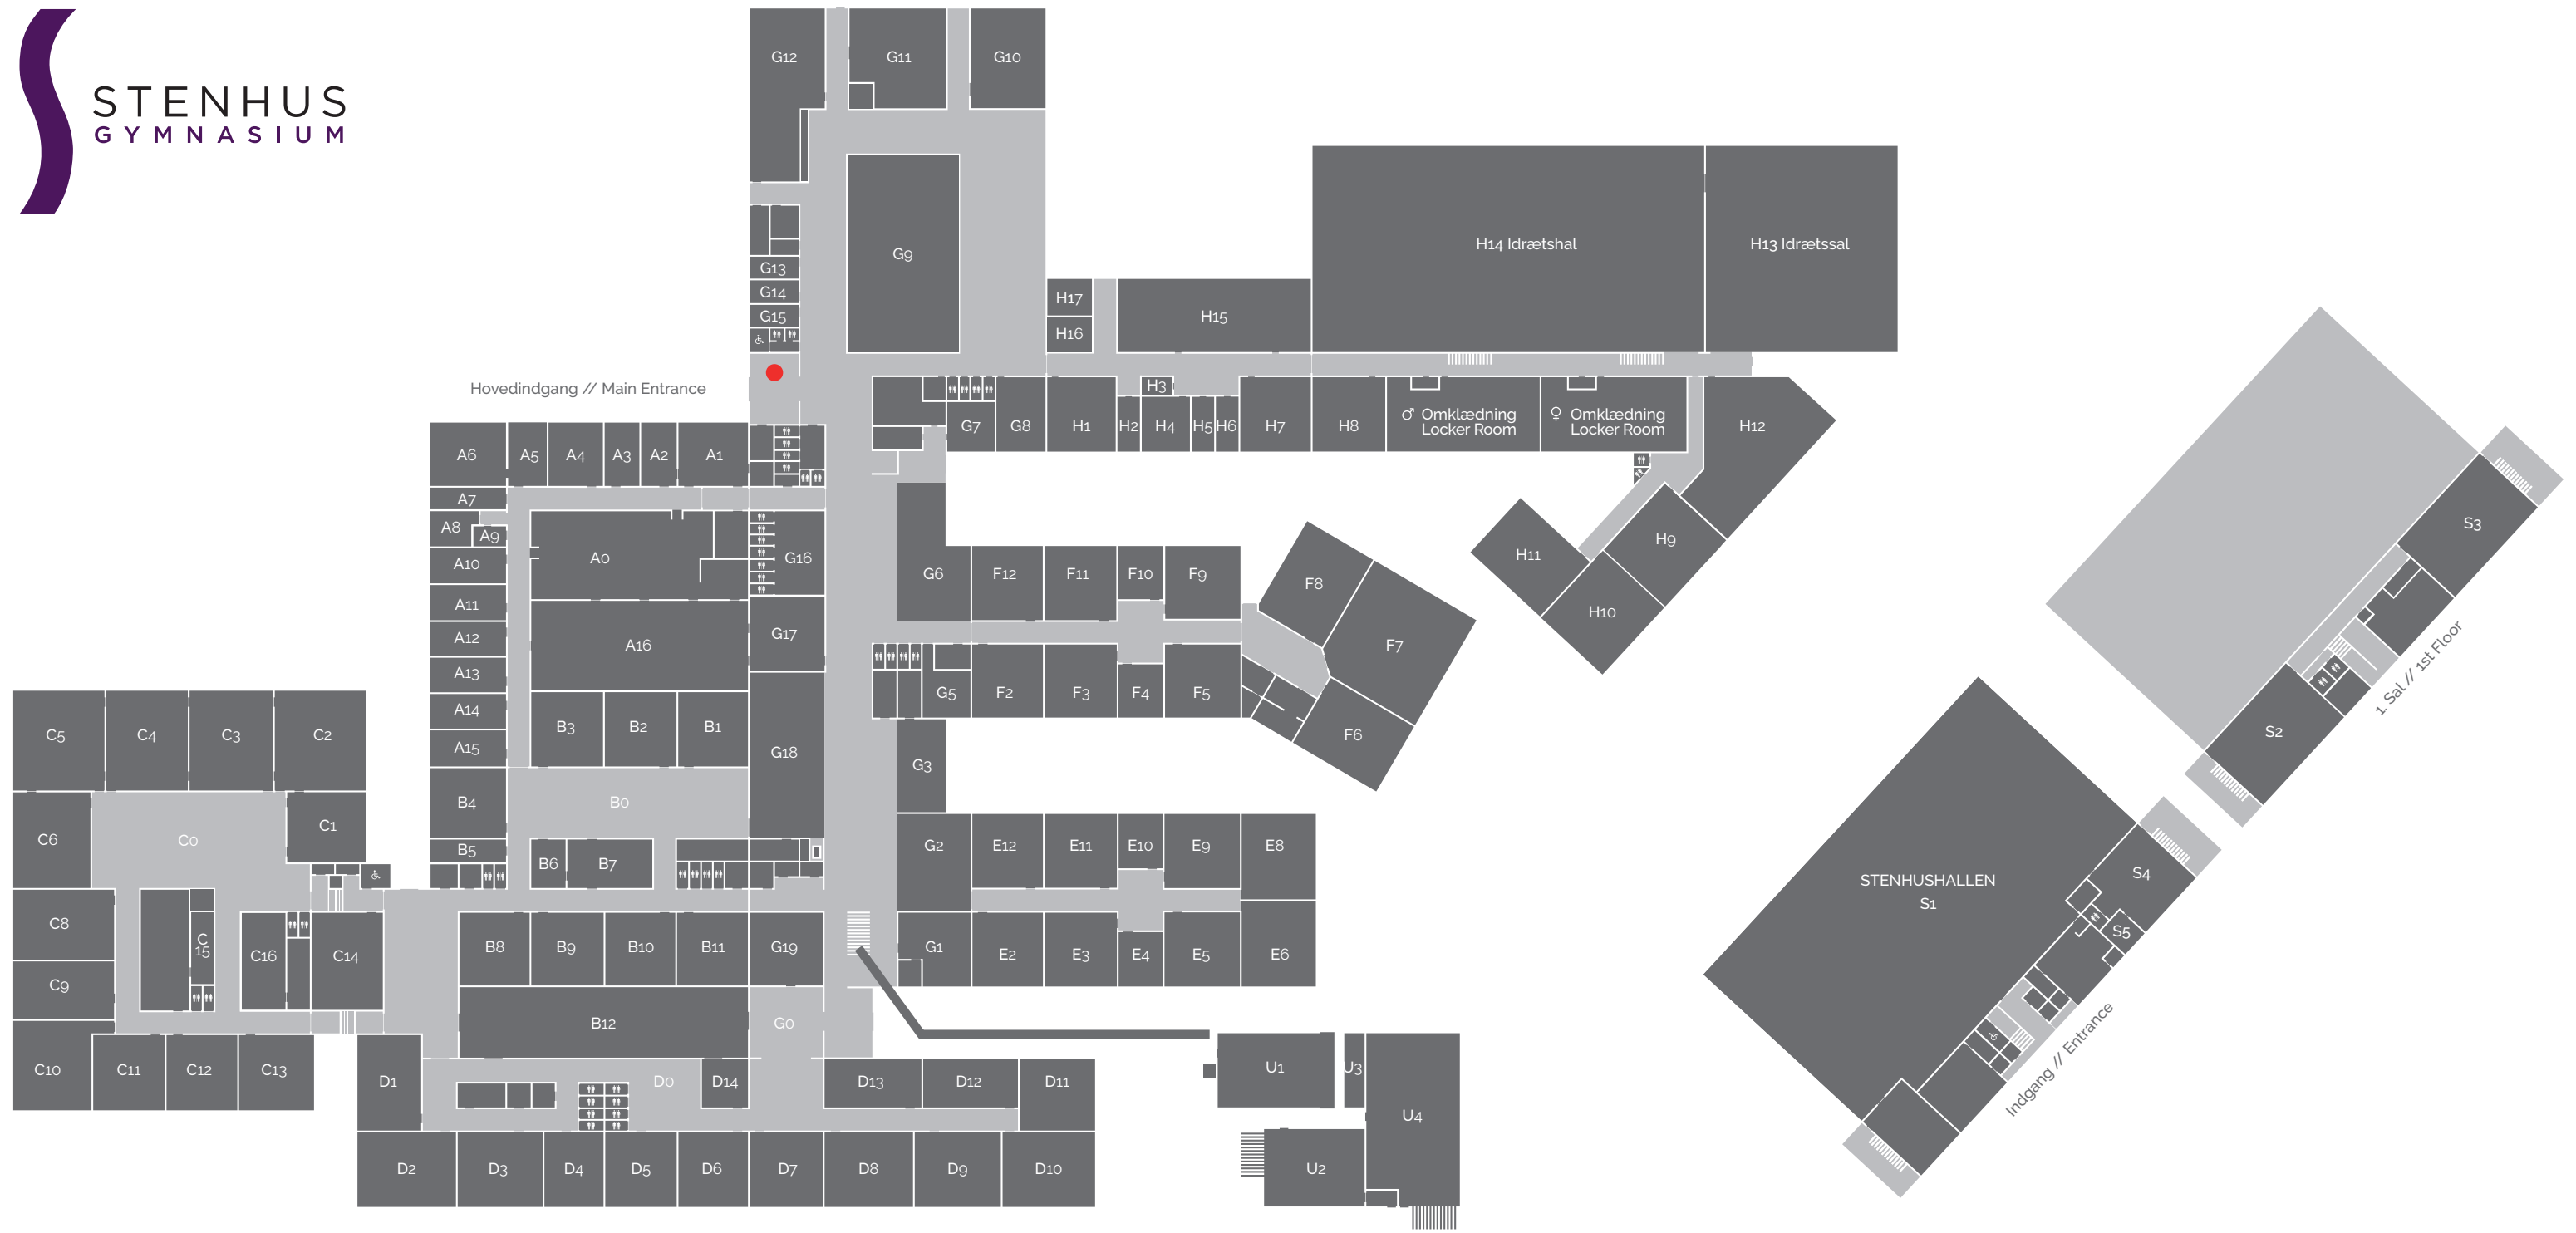 STENHUS
GYMNASIUM
G12
G11
G10
G9
H14 Idrætshal
H13 Idrætssal
G13
G14
G15
H17
H16
H15
Hovedindgang // Main Entrance
H3
G7
G8
H1
H2
H4
H5
H6
H7
H8
♂ Omklædning
Locker Room
♀ Omklædning
Locker Room
H12
A6
A5
A4
A3
A2
A1
A7
A8
A9
A0
G16
A10
A11
A12
A13
A14
A15
A16
G17
G6
F12
F11
F10
F9
F8
F7
H11
H9
H10
S3
G5
F2
F3
F4
F5
F6
B3
B2
B1
G18
G3
S2
1. Sal // 1st Floor
C5
C4
C3
C2
C6
C0
C1
B4
B0
B5
B6
B7
G2
E12
E11
E10
E9
E8
STENHUSHALLEN
S1
S4
S5
C8
C
15
C16
C14
C9
B8
B9
B10
B11
G19
G1
E2
E3
E4
E5
E6
B12
G0
C10
C11
C12
C13
D1
D0
D14
D13
D12
D11
U1
U3
U4
Indgang // Entrance
D2
D3
D4
D5
D6
D7
D8
D9
D10
U2